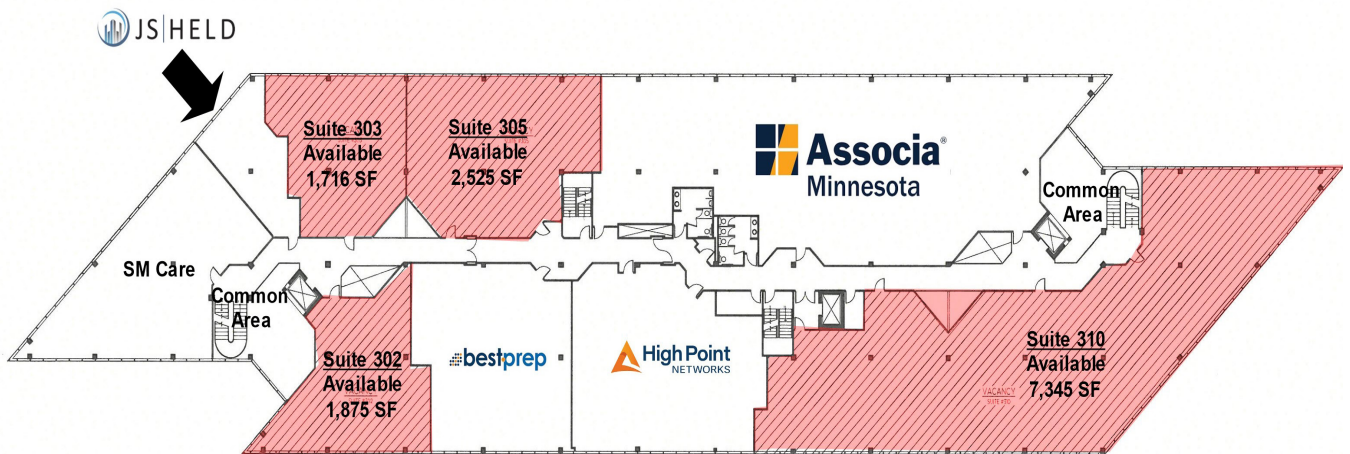 JS|HELD
Suite 303
Available
1,716 SF
Suite 305
Available
2,525 SF
Associa®
Minnesota
Common
Area
SM Care
Common
Area
Suite 302
Available
1,875 SF
bestprep
High Point
NETWORKS
Suite 310
Available
7,345 SF
VACANCY